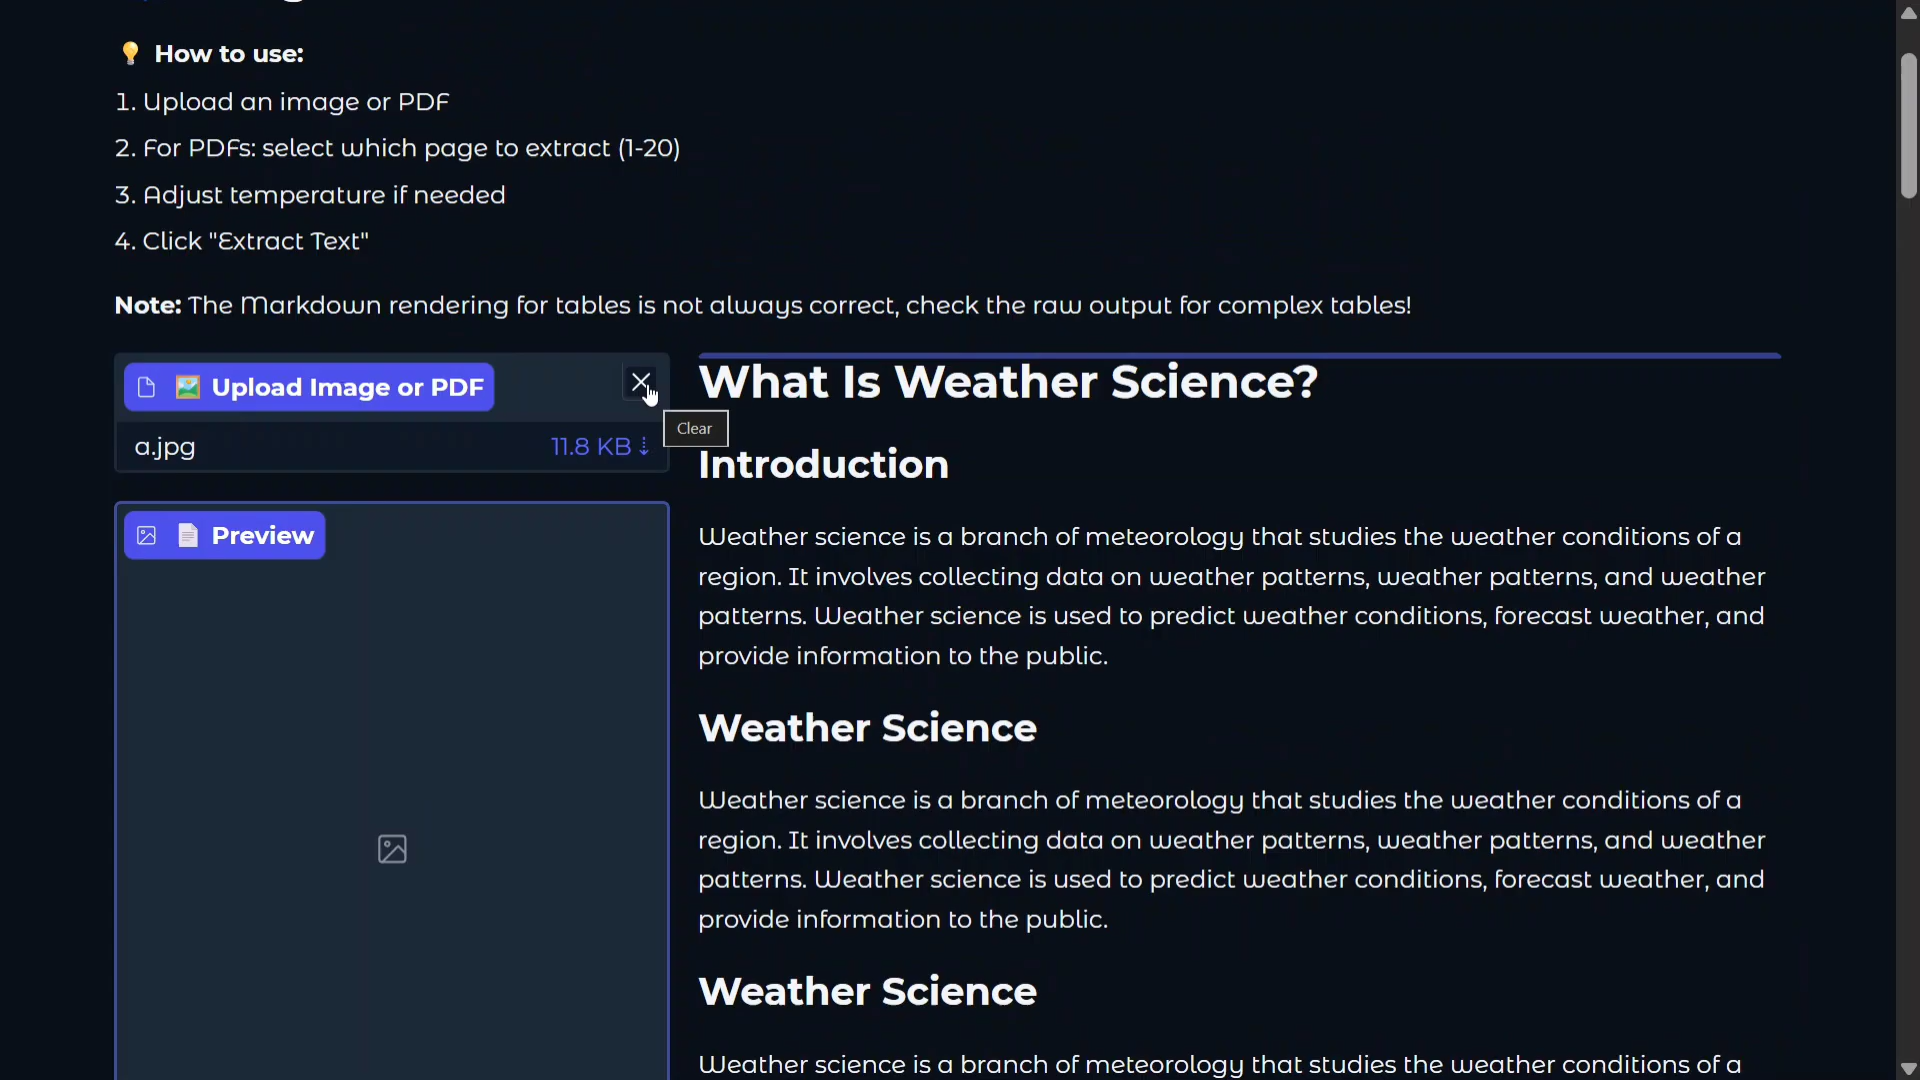 💡 How to use:
1. Upload an image or PDF
2. For PDFs: select which page to extract (1-20)
3. Adjust temperature if needed
4. Click "Extract Text"
Note: The Markdown rendering for tables is not always correct, check the raw output for complex tables!
Upload Image or PDF
a.jpg
11.8 KB ⇣
Clear
Preview
What Is Weather Science?
Introduction
Weather science is a branch of meteorology that studies the weather conditions of a
region. It involves collecting data on weather patterns, weather patterns, and weather
patterns. Weather science is used to predict weather conditions, forecast weather, and
provide information to the public.
Weather Science
Weather science is a branch of meteorology that studies the weather conditions of a
region. It involves collecting data on weather patterns, weather patterns, and weather
patterns. Weather science is used to predict weather conditions, forecast weather, and
provide information to the public.
Weather Science
Weather science is a branch of meteorology that studies the weather conditions of a